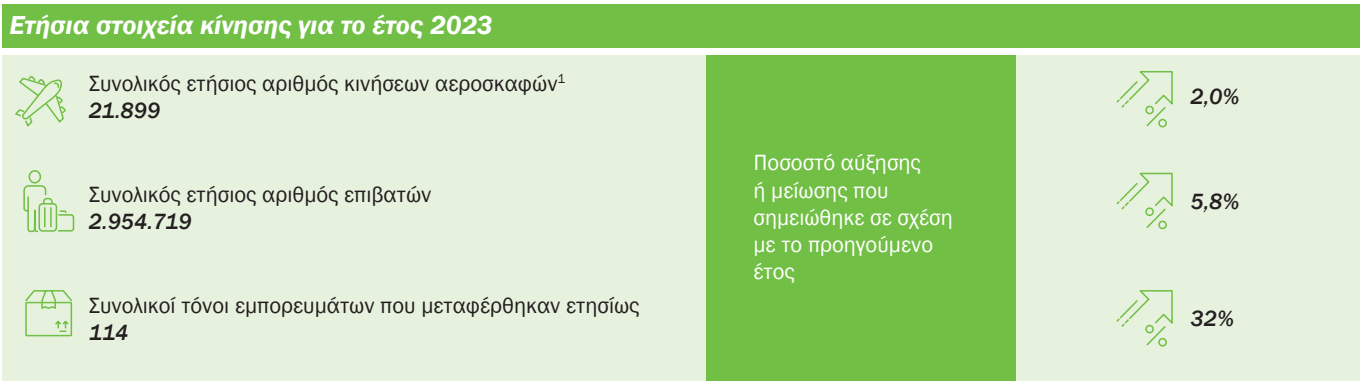 Ετήσια στοιχεία κίνησης για το έτος 2023
Συνολικός ετήσιος αριθμός κινήσεων αεροσκαφών¹
21.899
Συνολικός ετήσιος αριθμός επιβατών
2.954.719
Συνολικοί τόνοι εμπορευμάτων που μεταφέρθηκαν ετησίως
114
Ποσοστό αύξησης
ή μείωσης που
σημειώθηκε σε σχέση
με το προηγούμενο
έτος
% 2,0%
% 5,8%
% 32%